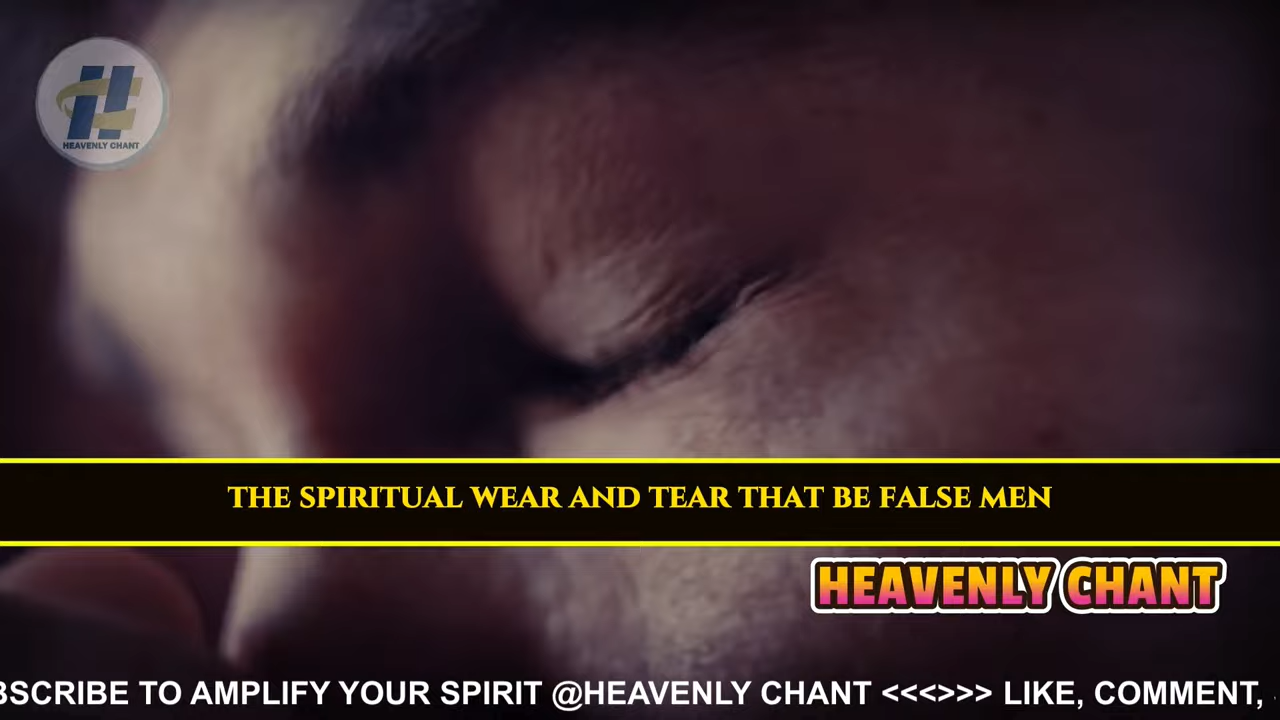 HEAVENLY CHANT
THE SPIRITUAL WEAR AND TEAR THAT BE FALSE MEN
HEAVENLY CHANT
BSCRIBE TO AMPLIFY YOUR SPIRIT @HEAVENLY CHANT <<<>>> LIKE, COMMENT,